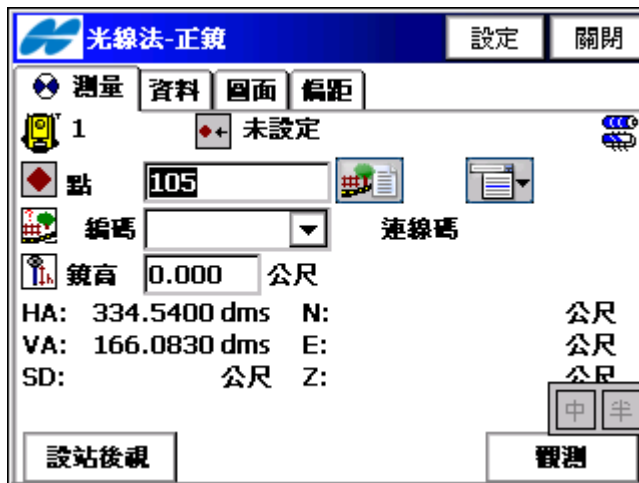 光線法-正鏡 設定 關閉
測量 資料 圖面 偏距
1 未設定
點 105
編碼 連線碼
鏡高 0.000 公尺
HA: 334.5400 dms N: 公尺
VA: 166.0830 dms E: 公尺
SD: 公尺 Z: 公尺
中 半
設站後視 觀測